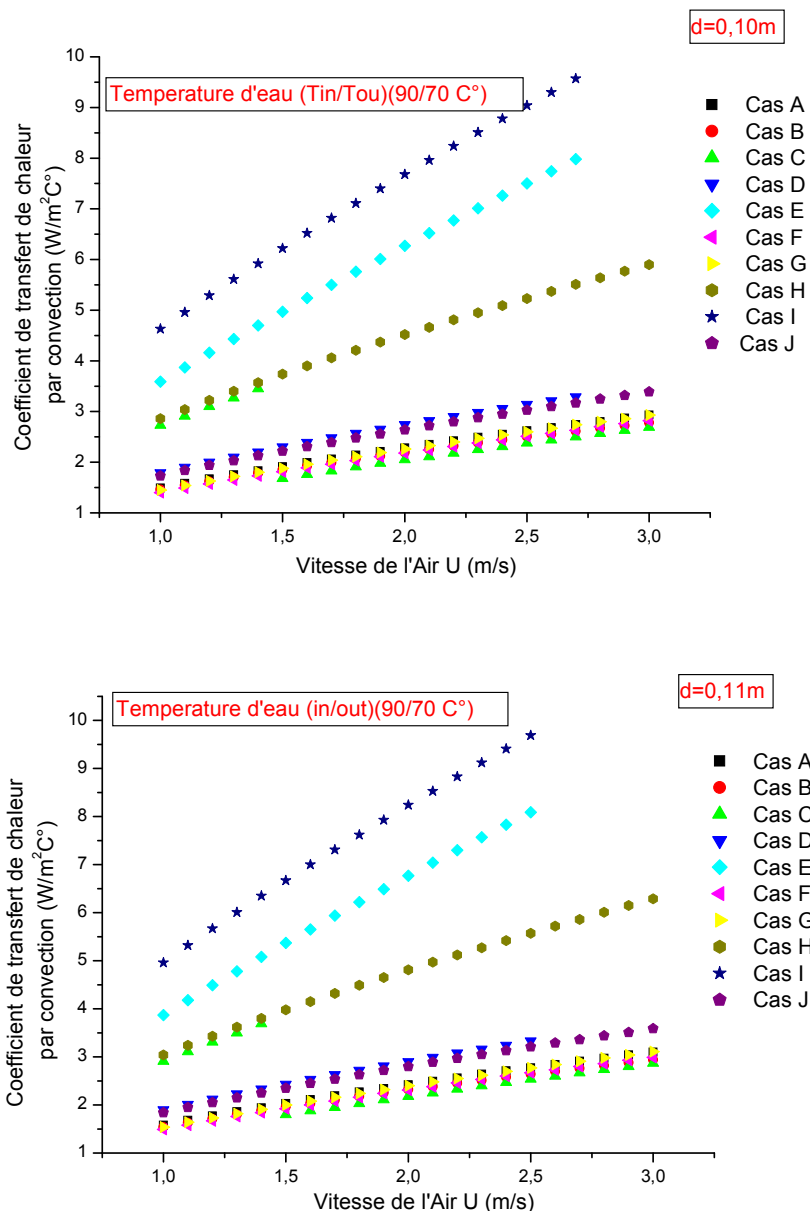 d=0,10m
Temperature d'eau (Tin/Tou)(90/70 C°)
10
9
8
7
6
5
4
3
2
1
Coefficient de transfert de chaleur
par convection (W/m²C°)
1,0
1,5
2,0
2,5
3,0
Vitesse de l'Air U (m/s)
Cas A
Cas B
Cas C
Cas D
Cas E
Cas F
Cas G
Cas H
Cas I
Cas J
d=0,11m
Temperature d'eau (in/out)(90/70 C°)
10
9
8
7
6
5
4
3
2
1
Coefficient de transfert de chaleur
par convection (W/m²C°)
1,0
1,5
2,0
2,5
3,0
Vitesse de l'Air U (m/s)
Cas A
Cas B
Cas C
Cas D
Cas E
Cas F
Cas G
Cas H
Cas I
Cas J